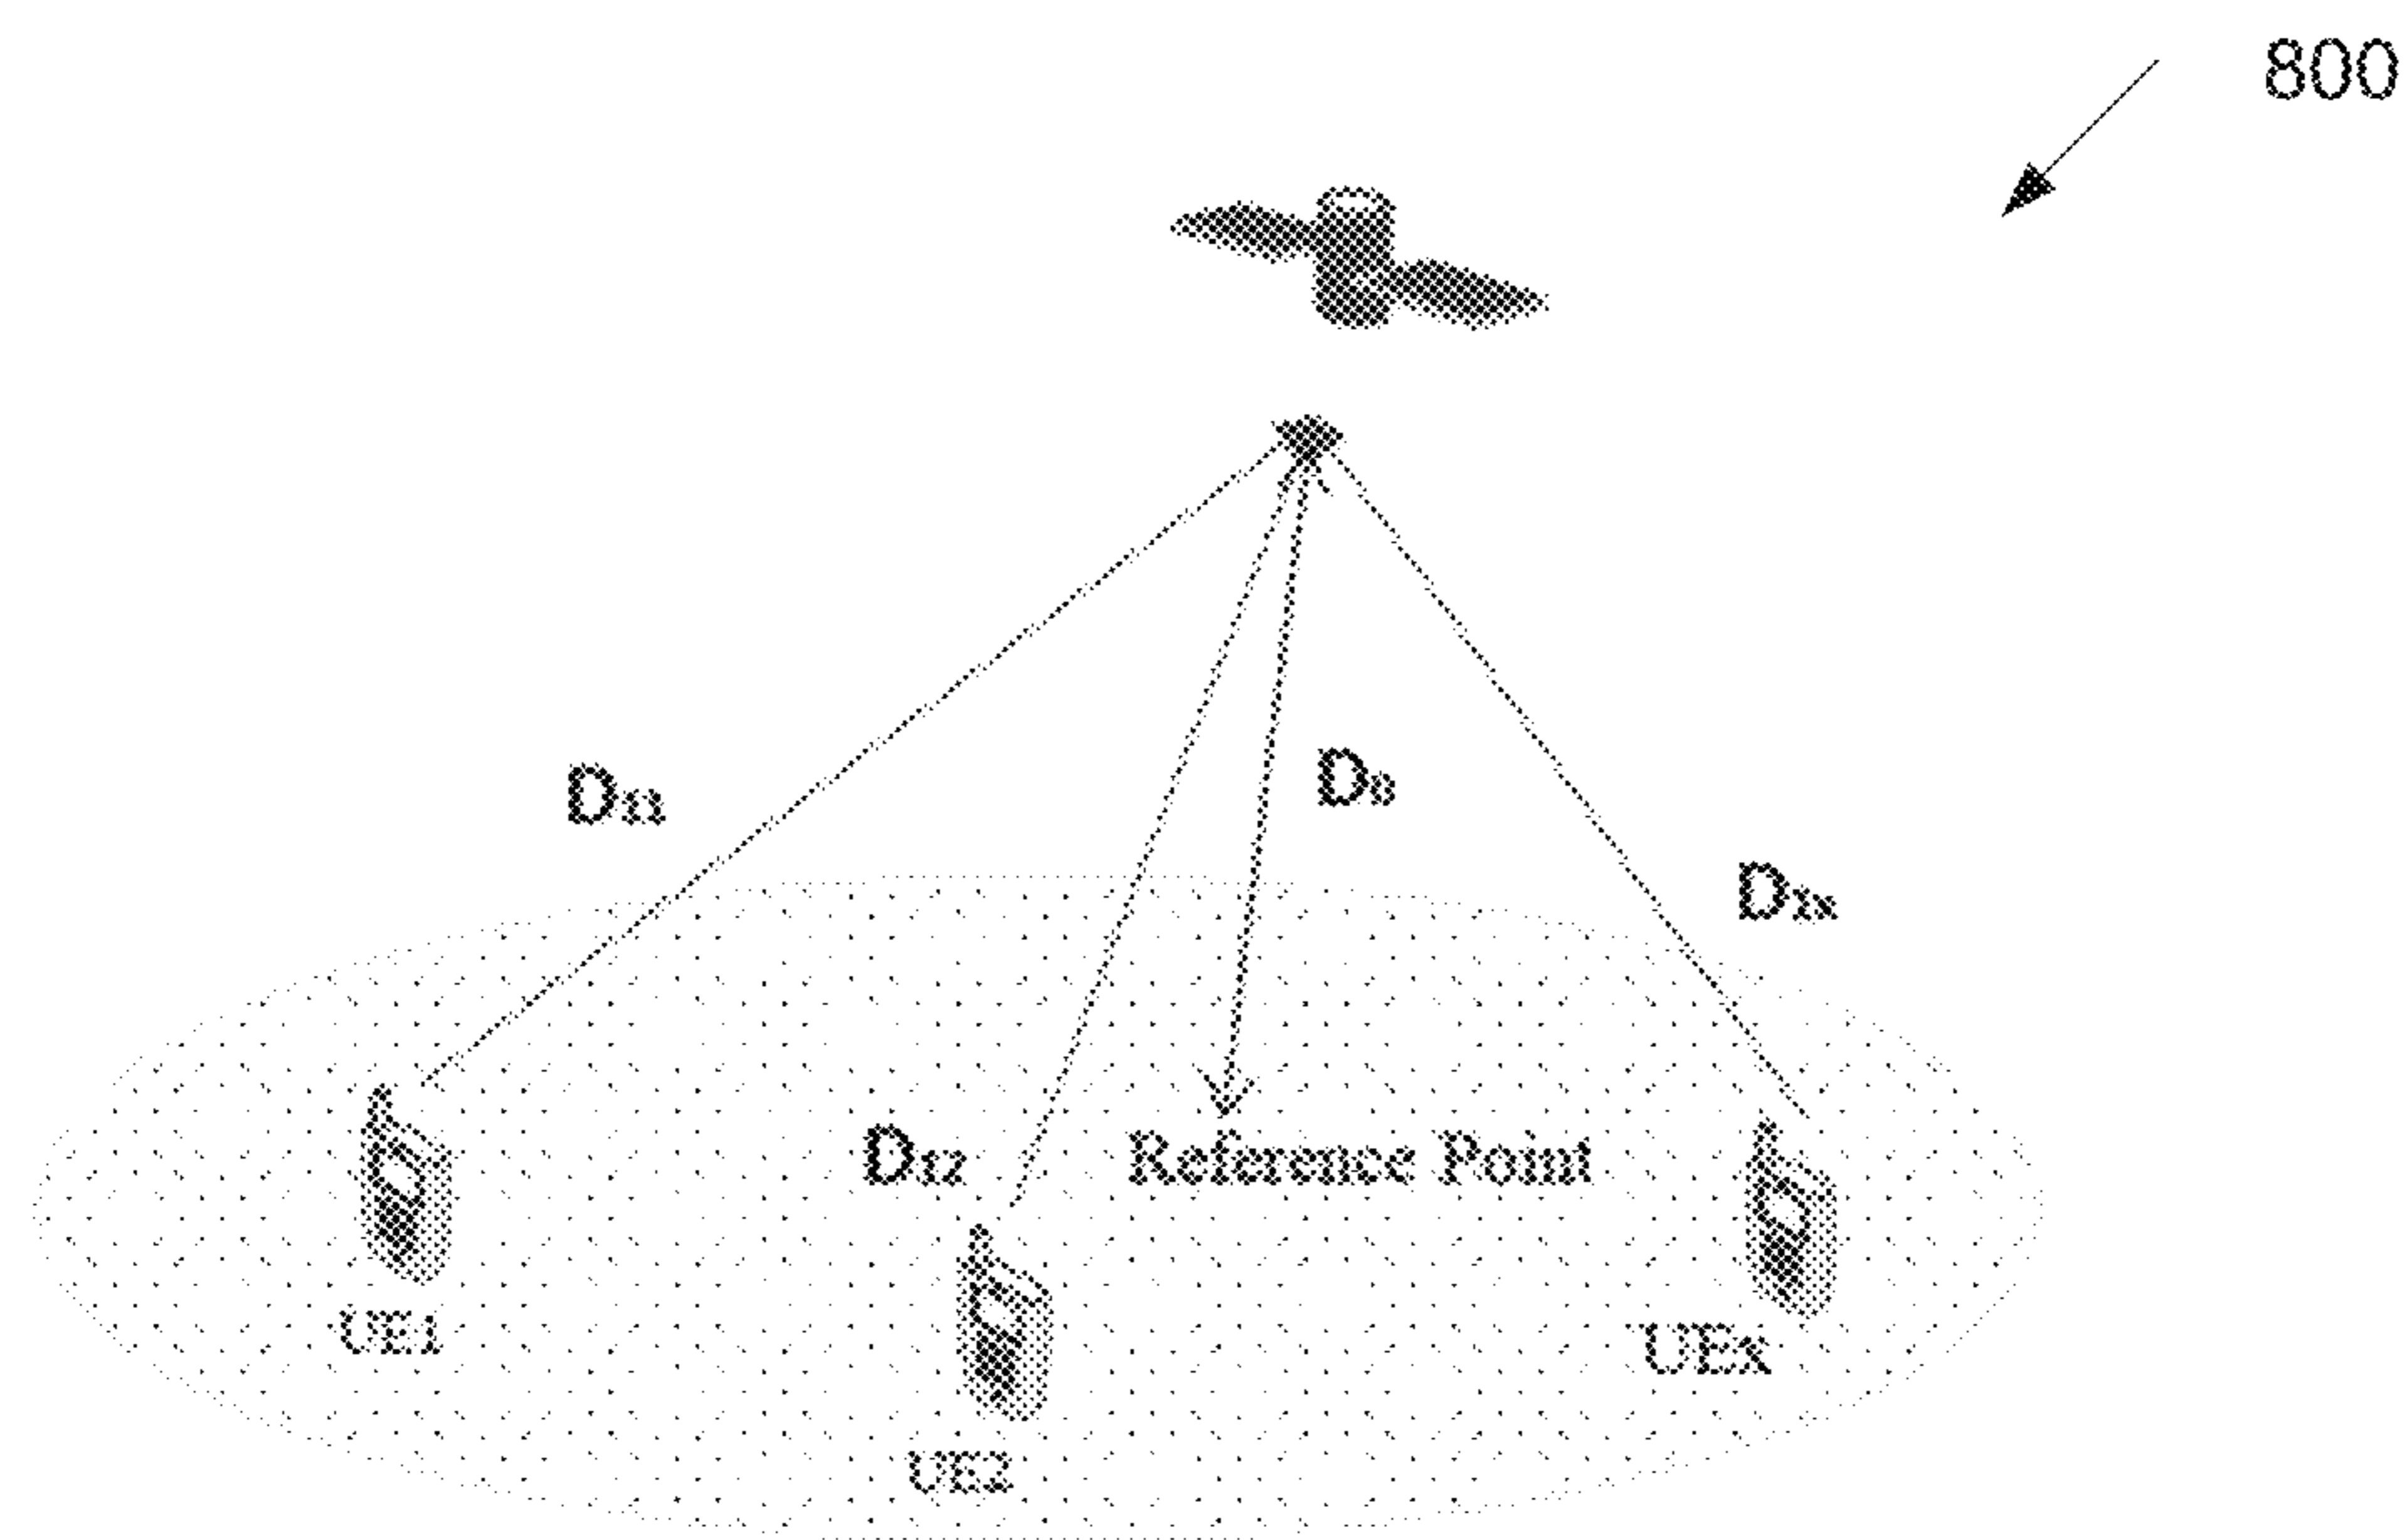 800
D11
D0
D1x
D12
Reference Point
UE1
UEx
UE2